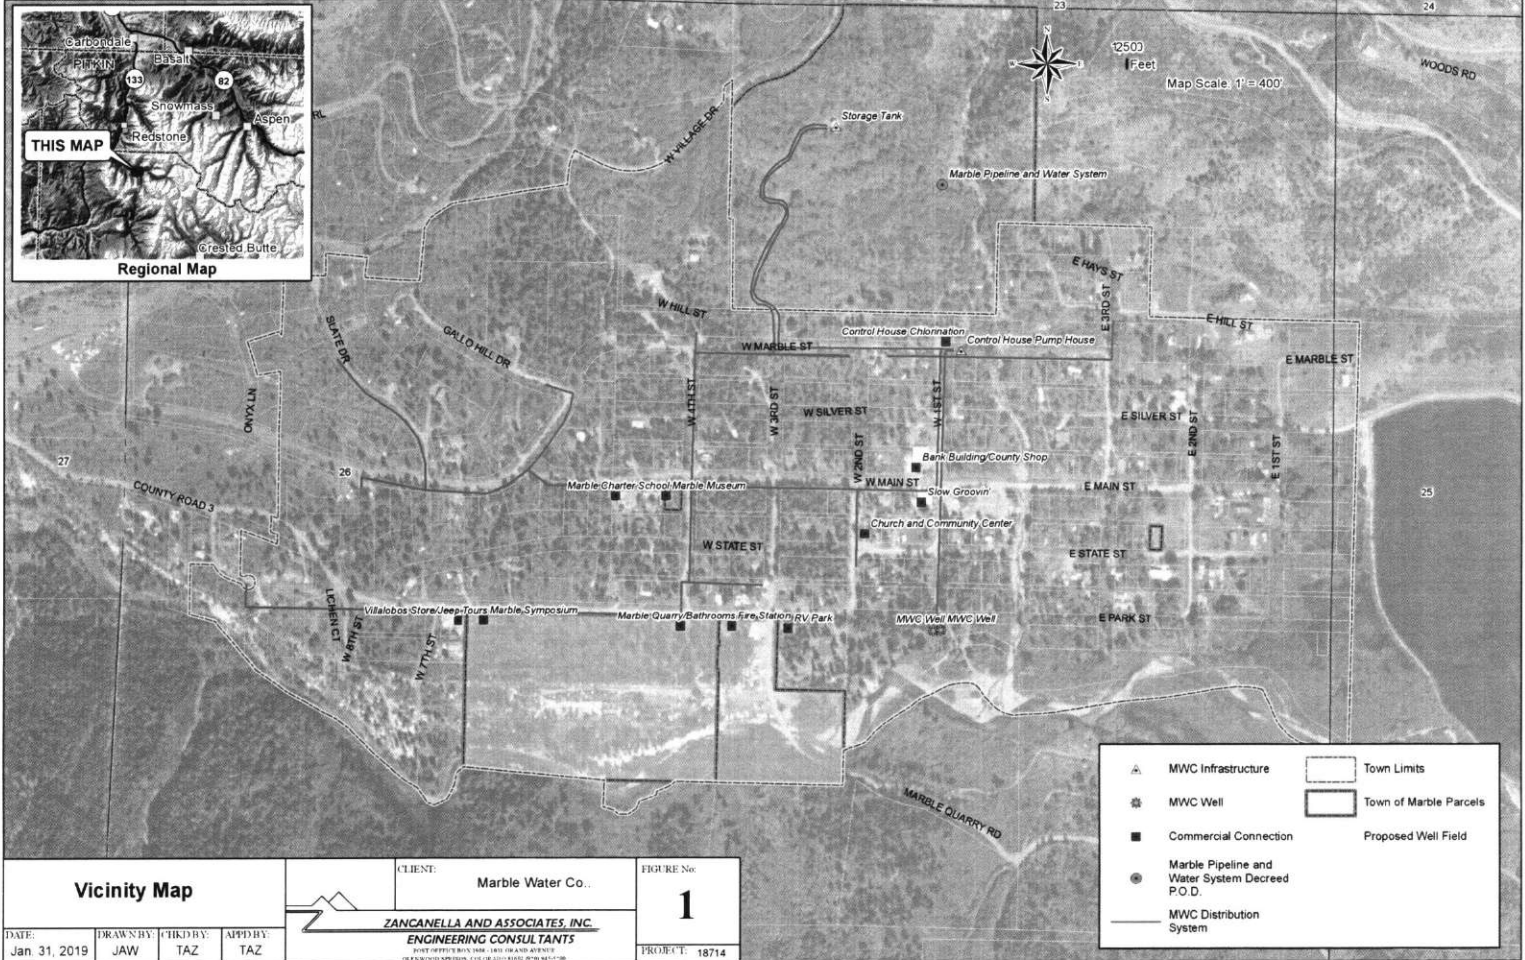 Carbondale
PITKIN
Basalt
133
82
Snowmass
Aspen
Redstone
THIS MAP
Crested Butte
Regional Map
RL
23
24
N
W
E
S
Feet
Map Scale: 1' = 400'
WOODS RD
W VILLAGE DR
Storage Tank
Marble Pipeline and Water System
E HAYS ST
E 3RD ST
E HILL ST
W HILL ST
SLATE DR
GALLO HILL DR
Control House Chlorination
Control House Pump House
W MARBLE ST
E MARBLE ST
ONYX LN
W 4TH ST
W 3RD ST
W SILVER ST
W 1ST ST
E SILVER ST
E 2ND ST
W 2ND ST
E 1ST ST
27
26
Bank Building/County Shop
COUNTY ROAD 3
Marble Charter School Marble Museum
W MAIN ST
Slow Groovin'
E MAIN ST
25
Church and Community Center
W STATE ST
E STATE ST
LICHEN CT
W 8TH ST
W 7TH ST
Villalobos Store/Jeep Tours Marble Symposium
Marble Quarry/Bathrooms Fire Station RV Park
MWC Well MWC Well
E PARK ST
MARBLE QUARRY RD
MWC Infrastructure
MWC Well
Commercial Connection
Marble Pipeline and
Water System Decreed
P.O.D.
MWC Distribution
System
Town Limits
Town of Marble Parcels
Proposed Well Field
Vicinity Map
DATE:
Jan. 31, 2019
DRAWN BY:
JAW
CHKD BY:
TAZ
APPD BY:
TAZ
CLIENT:
Marble Water Co..
ZANCANELLA AND ASSOCIATES, INC.
ENGINEERING CONSULTANTS
FIGURE No:
1
PROJECT: 18714